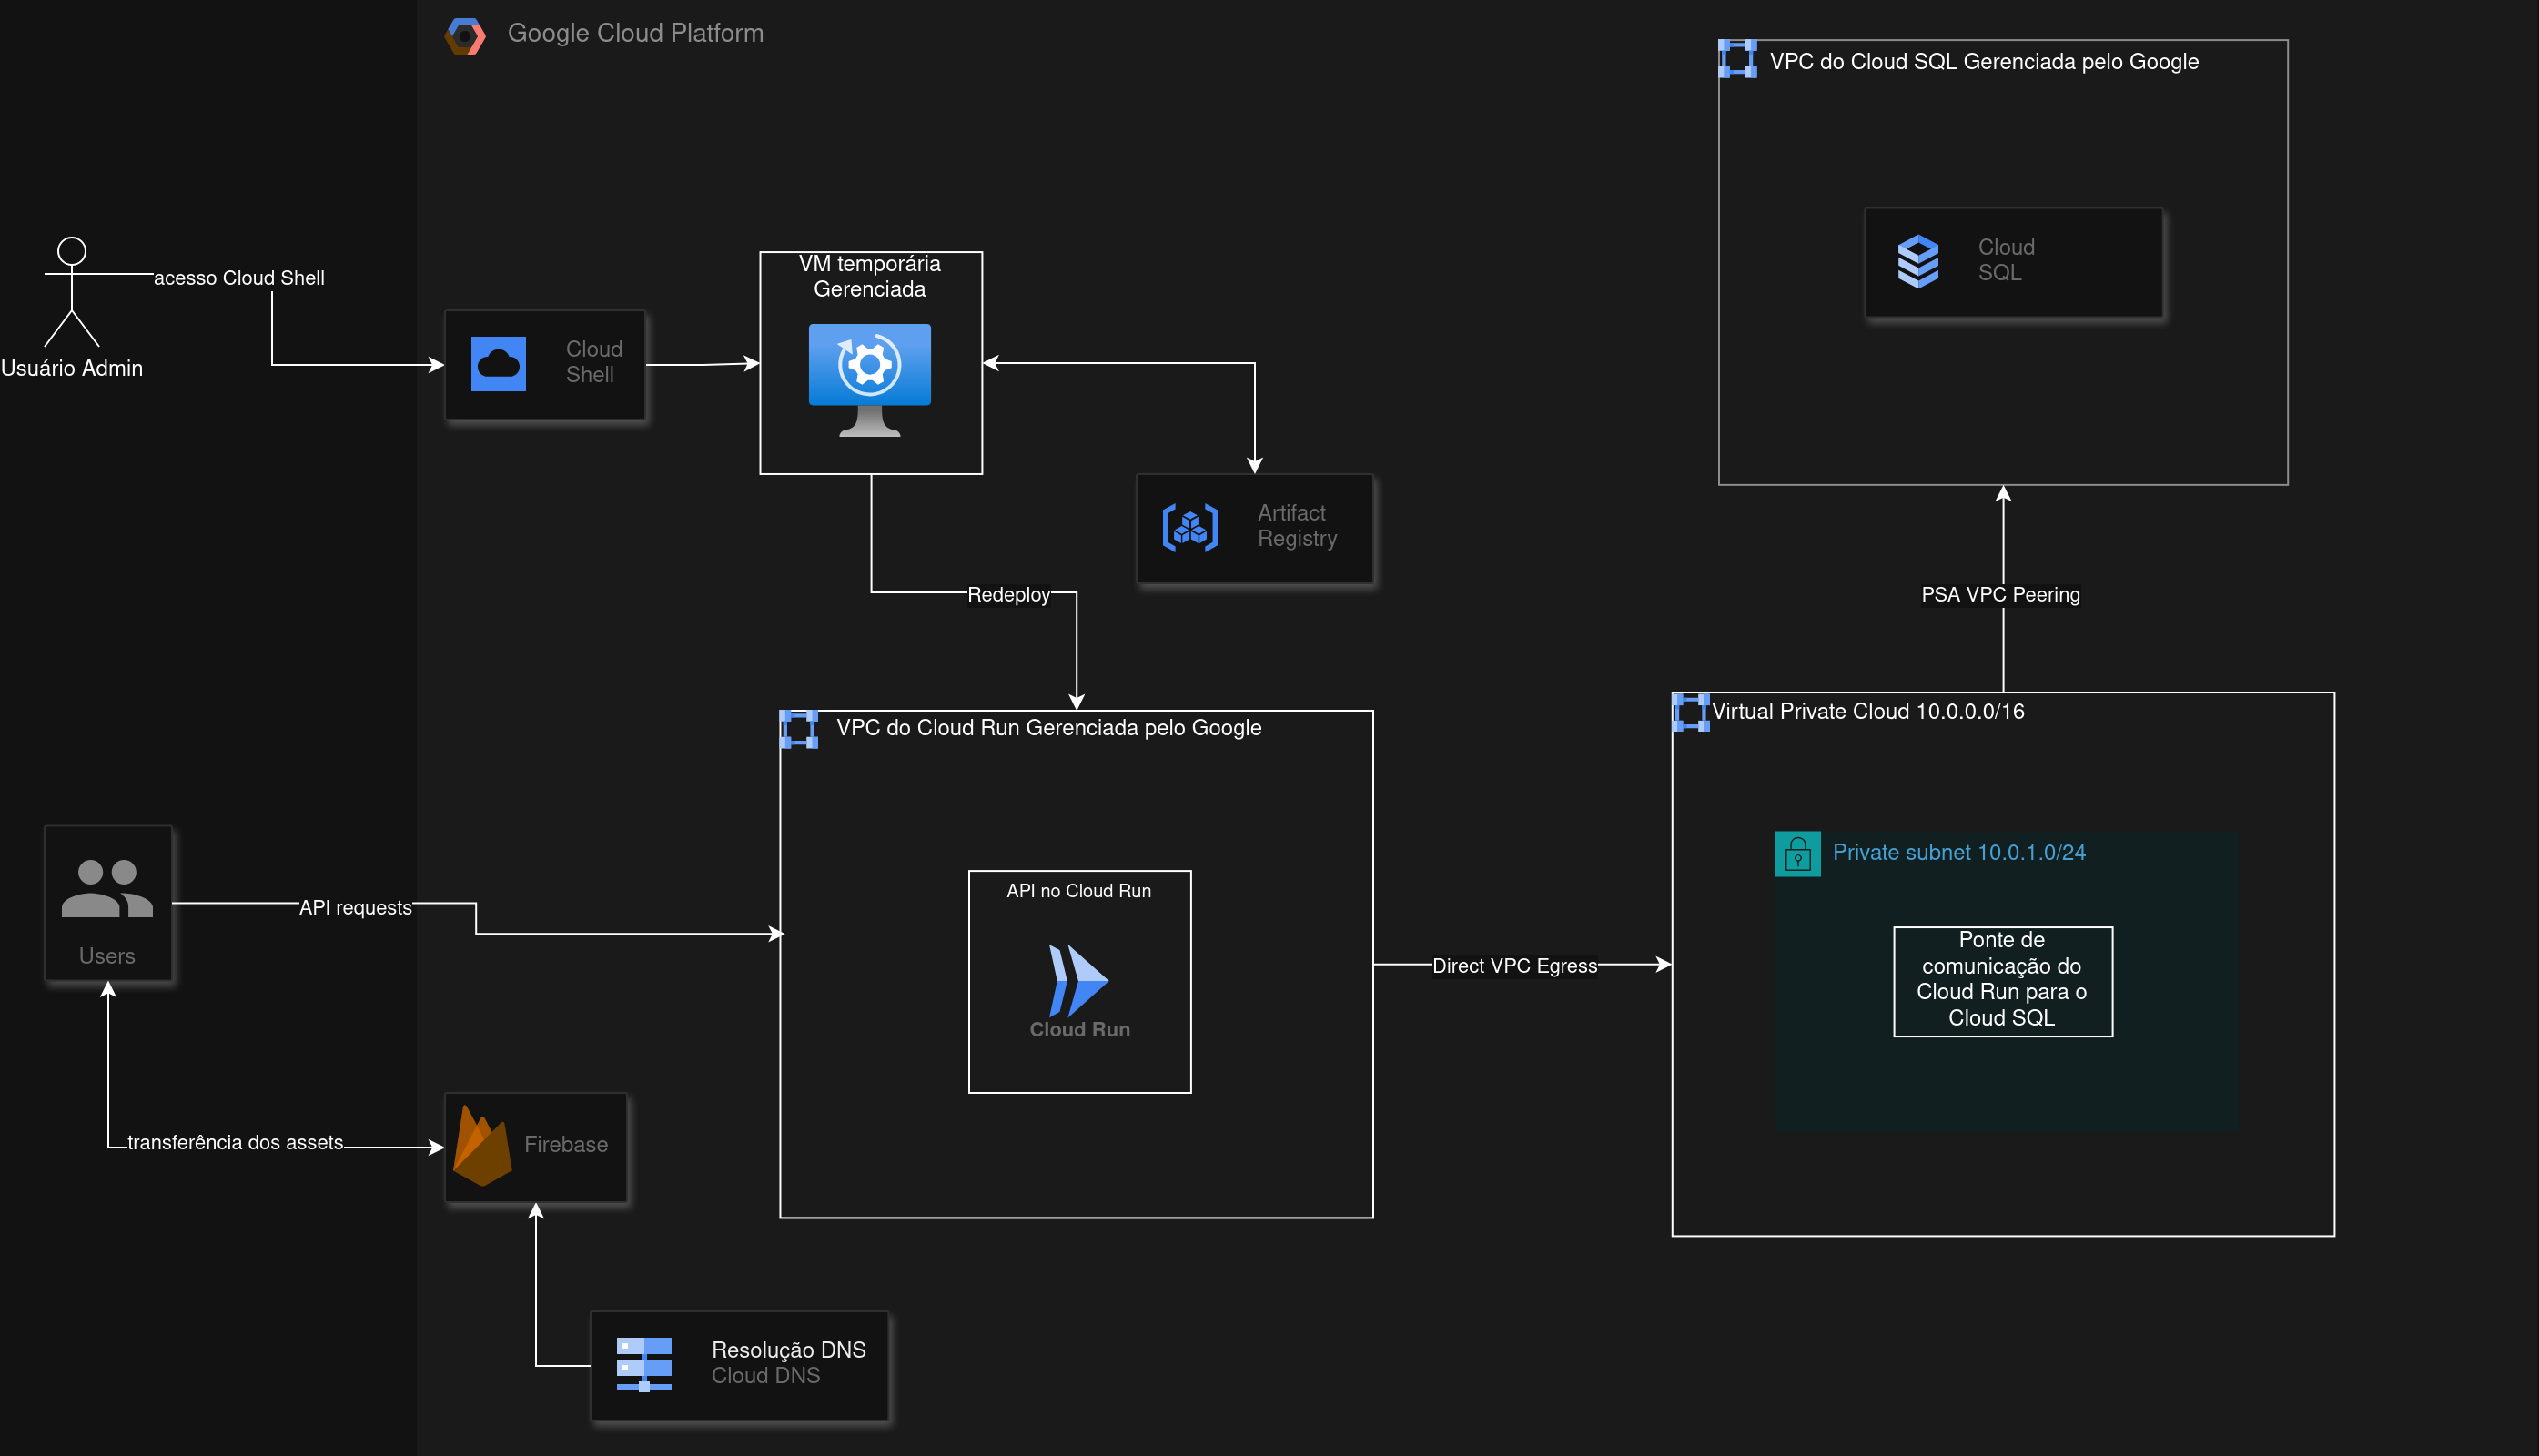 Google Cloud Platform
VPC do Cloud SQL Gerenciada pelo Google
Cloud
SQL
acesso Cloud Shell
Usuário Admin
Cloud
Shell
VM temporária
Gerenciada
Artifact
Registry
Redeploy
PSA VPC Peering
VPC do Cloud Run Gerenciada pelo Google
Virtual Private Cloud 10.0.0.0/16
Private subnet 10.0.1.0/24
Ponte de
comunicação do
Cloud Run para o
Cloud SQL
API no Cloud Run
Cloud Run
Direct VPC Egress
API requests
Users
transferência dos assets
Firebase
Resolução DNS
Cloud DNS